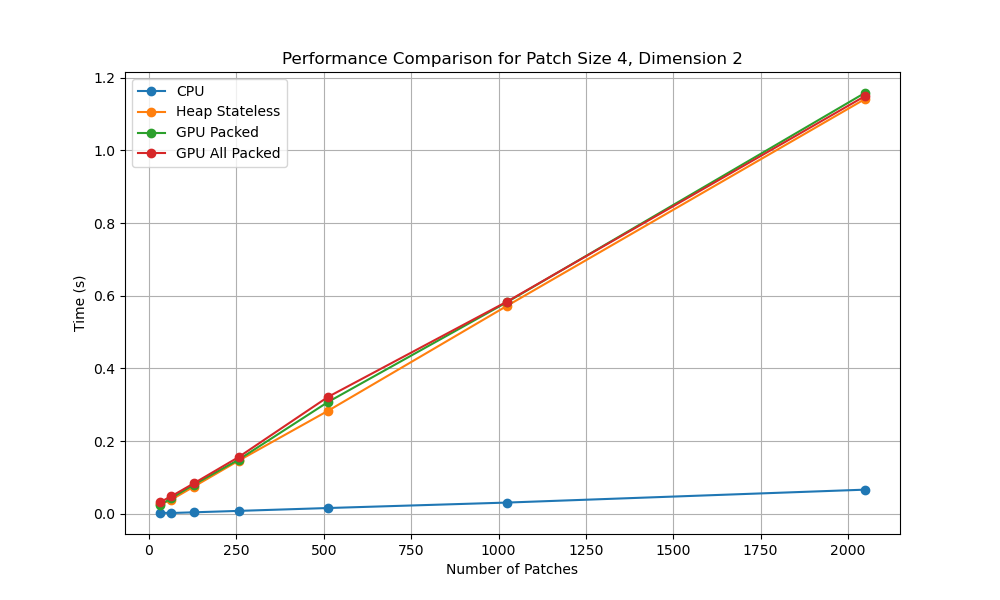 Performance Comparison for Patch Size 4, Dimension 2
CPU
Heap Stateless
GPU Packed
GPU All Packed
Time (s)
1.2
1.0
0.8
0.6
0.4
0.2
0.0
0 250 500 750 1000 1250 1500 1750 2000
Number of Patches